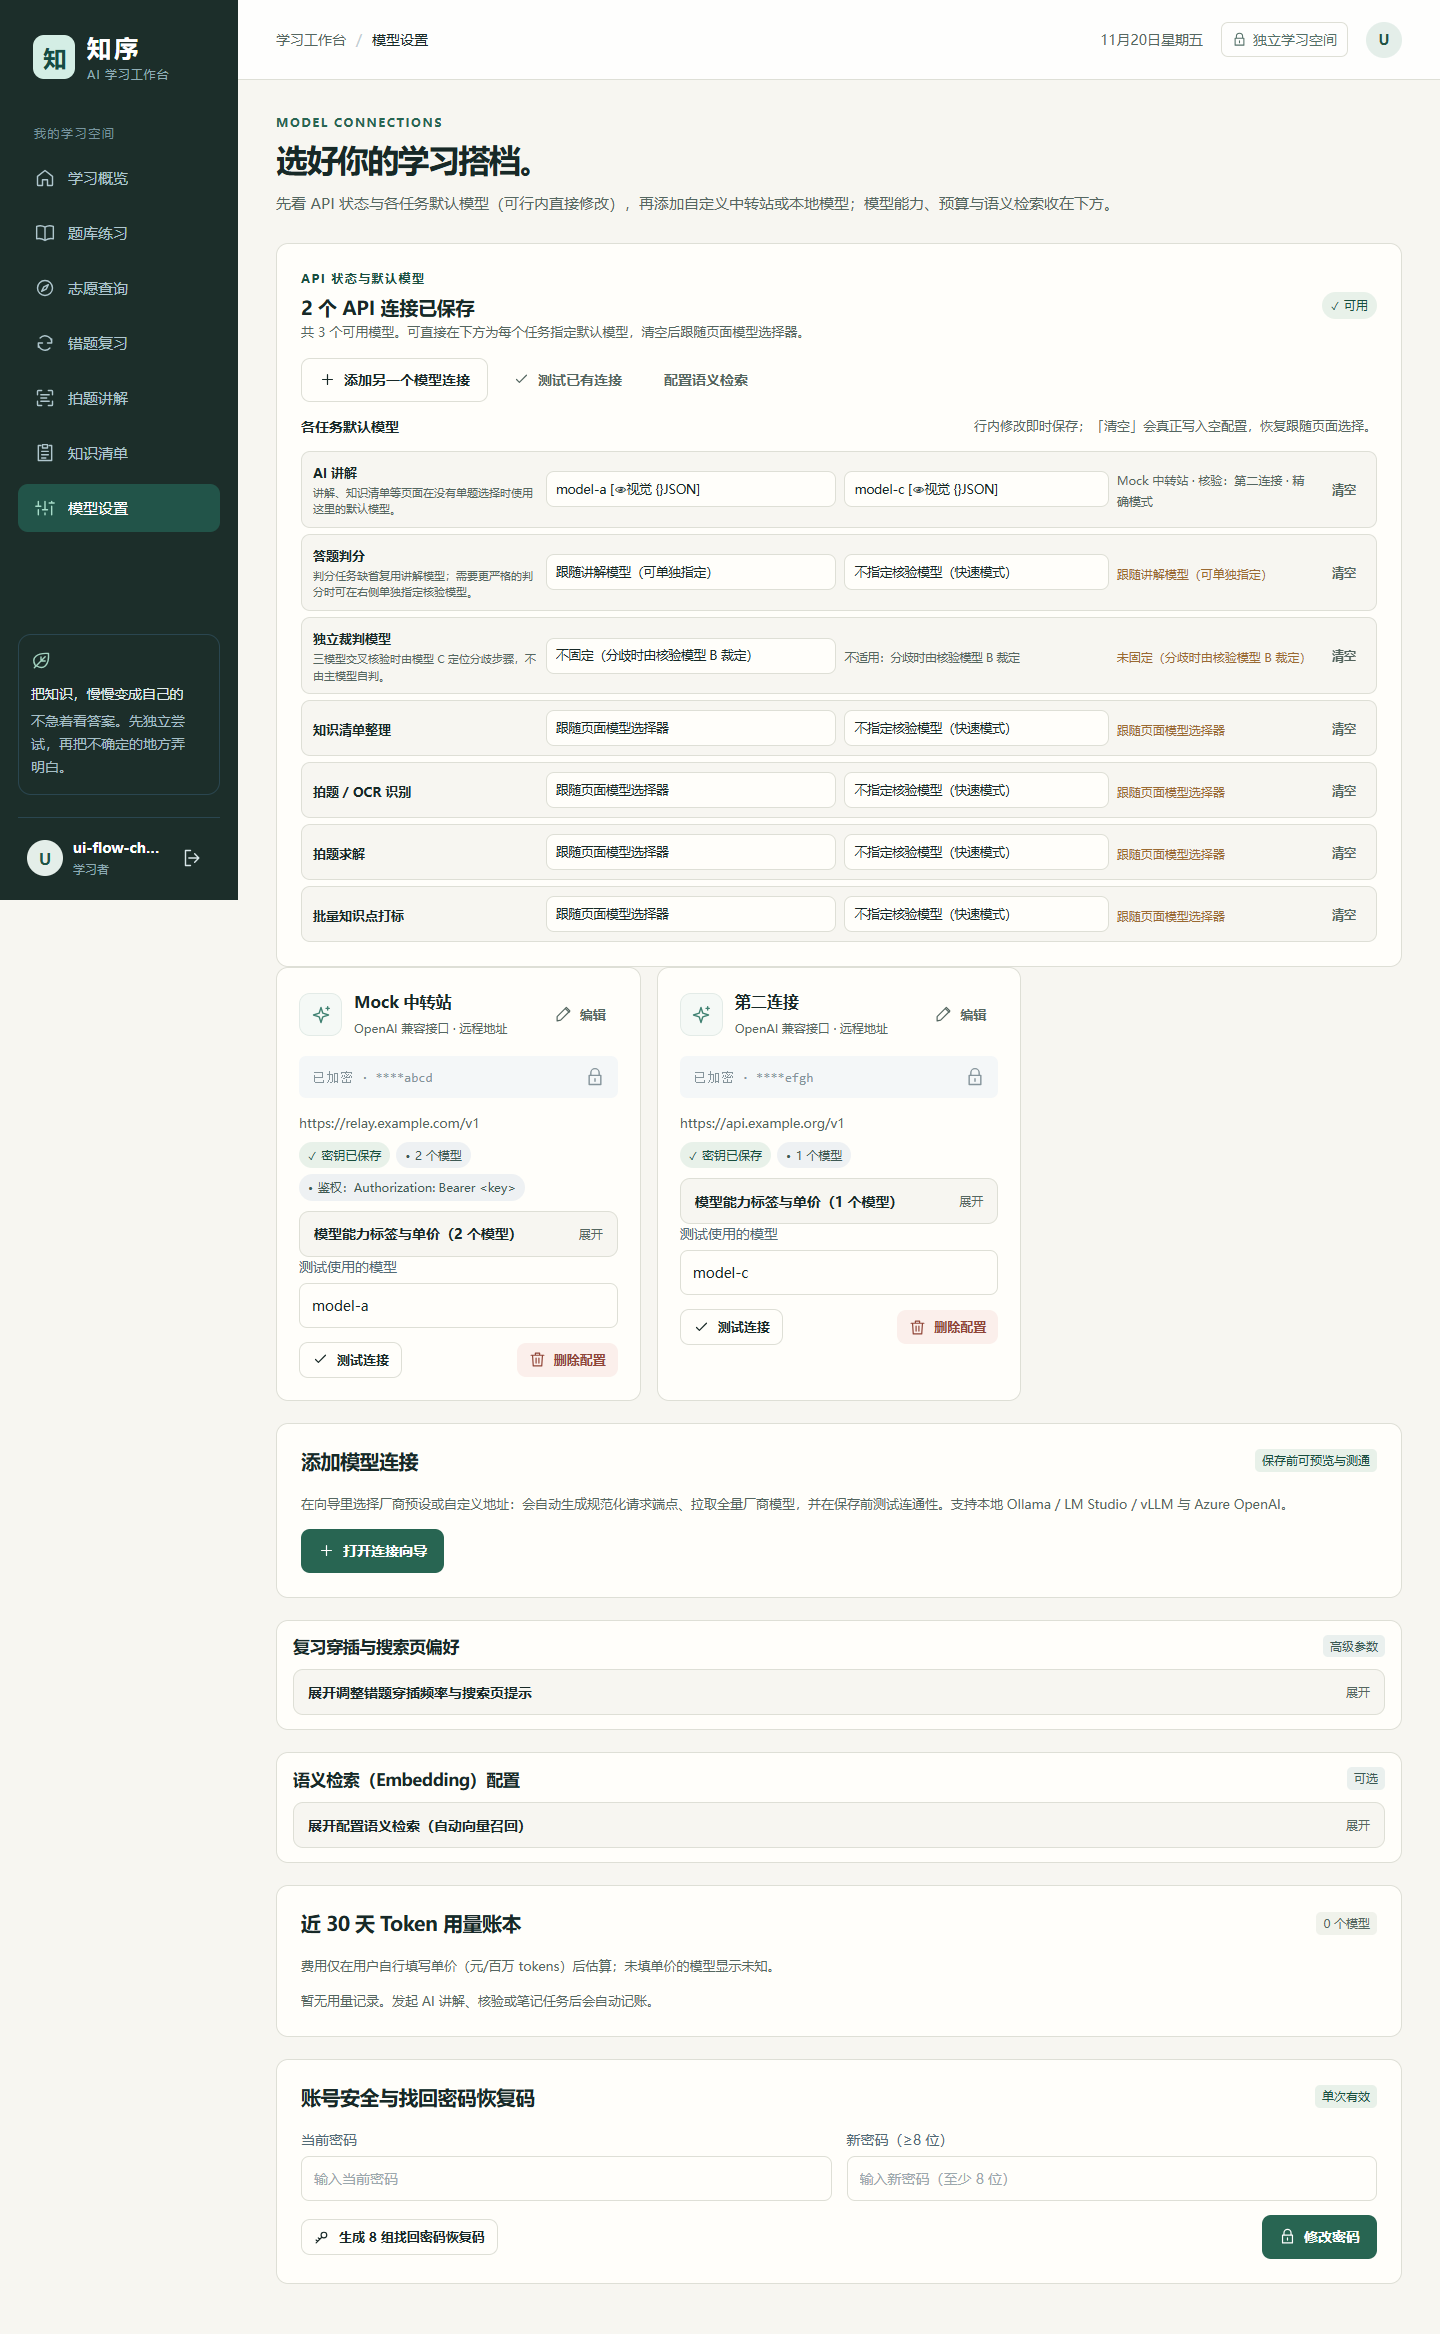 知 知序
AI 学习工作台
我的学习空间
学习概览
题库练习
志愿查询
错题复习
拍题讲解
知识清单
模型设置
把知识，慢慢变成自己的
不急着看答案。先独立尝
试，再把不确定的地方弄
明白。
U ui-flow-ch...
学习者
学习工作台 / 模型设置
11月20日星期五 独立学习空间 U
MODEL CONNECTIONS
选好你的学习搭档。
先看 API 状态与各任务默认模型（可行内直接修改），再添加自定义中转站或本地模型；模型能力、预算与语义检索收在下方。
API 状态与默认模型
2 个 API 连接已保存
✓ 可用
共 3 个可用模型。可直接在下方为每个任务指定默认模型，清空后跟随页面模型选择器。
添加另一个模型连接 测试已有连接 配置语义检索
各任务默认模型 行内修改即时保存；「清空」会真正写入空配置，恢复跟随页面选择。
AI 讲解
讲解、知识清单等页面在没有单题选择时使用
这里的默认模型。
model-a [👁视觉 {}JSON] model-c [👁视觉 {}JSON]
Mock 中转站 · 核验：第二连接 · 精
确模式
清空
答题判分
判分任务缺省复用讲解模型；需要更严格的判
分时可在右侧单独指定核验模型。
跟随讲解模型（可单独指定） 不指定核验模型（快速模式） 跟随讲解模型（可单独指定） 清空
独立裁判模型
三模型交叉核验时由模型 C 定位分歧步骤，不
由主模型自判。
不固定（分歧时由核验模型 B 裁定） 不适用：分歧时由核验模型 B 裁定 未固定（分歧时由核验模型 B 裁定） 清空
知识清单整理 跟随页面模型选择器 不指定核验模型（快速模式） 跟随页面模型选择器 清空
拍题 / OCR 识别 跟随页面模型选择器 不指定核验模型（快速模式） 跟随页面模型选择器 清空
拍题求解 跟随页面模型选择器 不指定核验模型（快速模式） 跟随页面模型选择器 清空
批量知识点打标 跟随页面模型选择器 不指定核验模型（快速模式） 跟随页面模型选择器 清空
Mock 中转站
OpenAI 兼容接口 · 远程地址
编辑
已加密 · ****abcd
https://relay.example.com/v1
✓ 密钥已保存 • 2 个模型
• 鉴权：Authorization: Bearer <key>
模型能力标签与单价（2 个模型） 展开
测试使用的模型
model-a
测试连接 删除配置
第二连接
OpenAI 兼容接口 · 远程地址
编辑
已加密 · ****efgh
https://api.example.org/v1
✓ 密钥已保存 • 1 个模型
模型能力标签与单价（1 个模型） 展开
测试使用的模型
model-c
测试连接 删除配置
添加模型连接 保存前可预览与测通
在向导里选择厂商预设或自定义地址：会自动生成规范化请求端点、拉取全量厂商模型，并在保存前测试连通性。支持本地 Ollama / LM Studio / vLLM 与 Azure OpenAI。
打开连接向导
复习穿插与搜索页偏好 高级参数
展开调整错题穿插频率与搜索页提示 展开
语义检索（Embedding）配置 可选
展开配置语义检索（自动向量召回） 展开
近 30 天 Token 用量账本 0 个模型
费用仅在用户自行填写单价（元/百万 tokens）后估算；未填单价的模型显示未知。
暂无用量记录。发起 AI 讲解、核验或笔记任务后会自动记账。
账号安全与找回密码恢复码 单次有效
当前密码 新密码（≥8 位）
输入当前密码 输入新密码（至少 8 位）
生成 8 组找回密码恢复码 修改密码